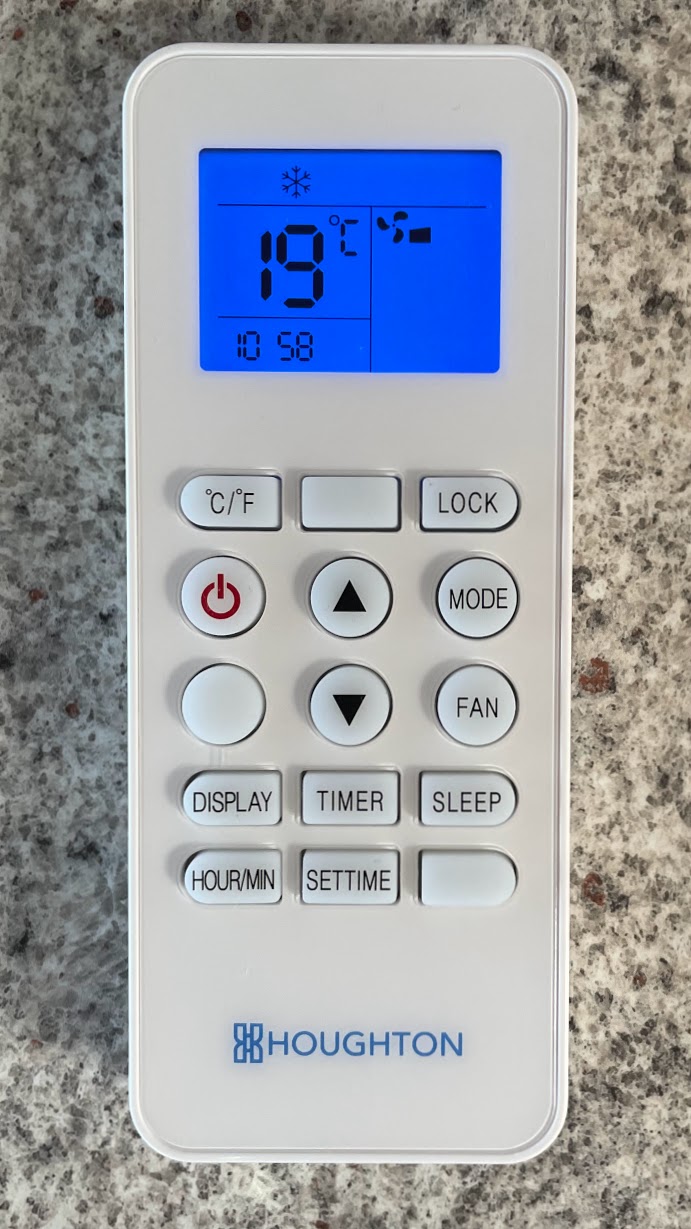 19 °C
10 58
°C/°F LOCK
MODE
FAN
DISPLAY TIMER SLEEP
HOUR/MIN SETTIME
HOUGHTON